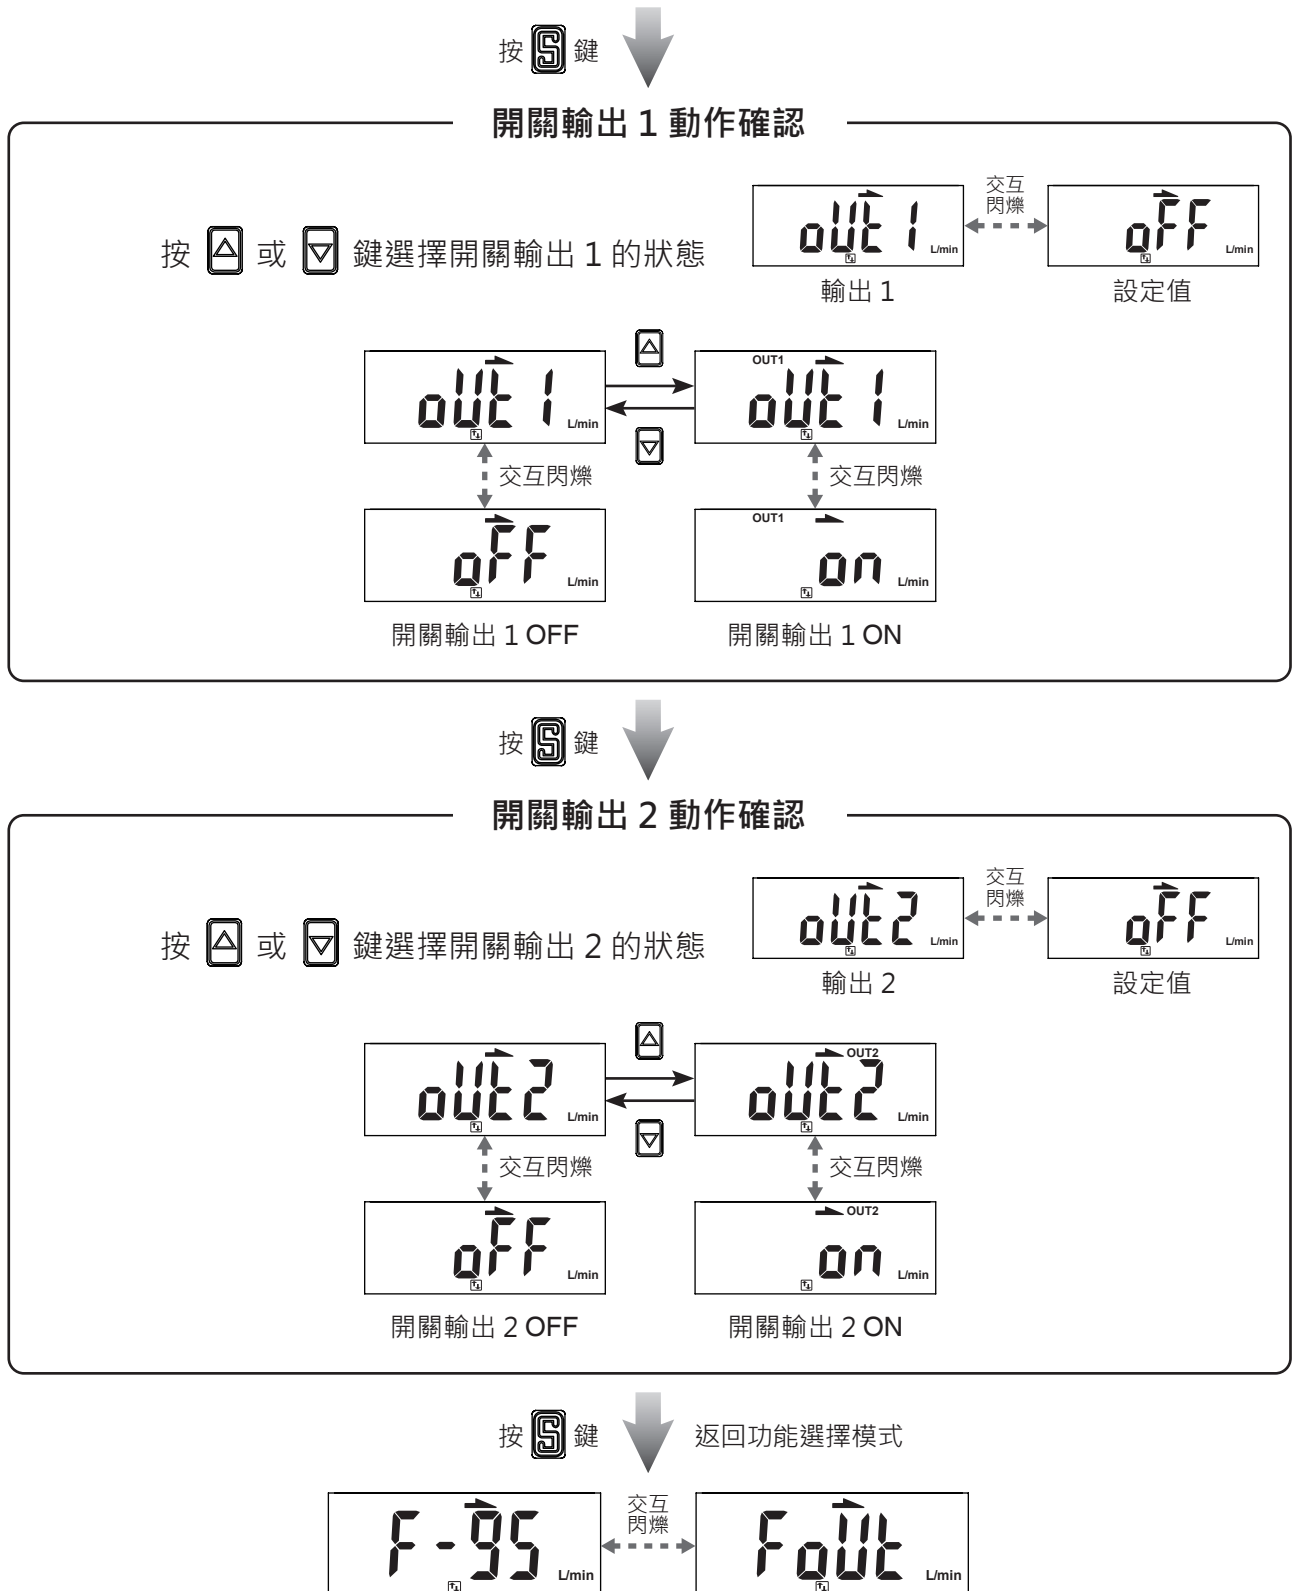 按 S 鍵
開關輸出 1 動作確認
按 △ 或 ▽ 鍵選擇開關輸出 1 的狀態
oUt1 L/min
交互
閃爍
oFF L/min
輸出 1
設定值
oUt1 L/min
OUT1
oUt1 L/min
交互閃爍
交互閃爍
oFF L/min
OUT1
on L/min
開關輸出 1 OFF
開關輸出 1 ON
按 S 鍵
開關輸出 2 動作確認
按 △ 或 ▽ 鍵選擇開關輸出 2 的狀態
oUt2 L/min
交互
閃爍
oFF L/min
輸出 2
設定值
oUt2 L/min
OUT2
oUt2 L/min
交互閃爍
交互閃爍
oFF L/min
OUT2
on L/min
開關輸出 2 OFF
開關輸出 2 ON
按 S 鍵
返回功能選擇模式
F-95 L/min
交互
閃爍
FoUt L/min